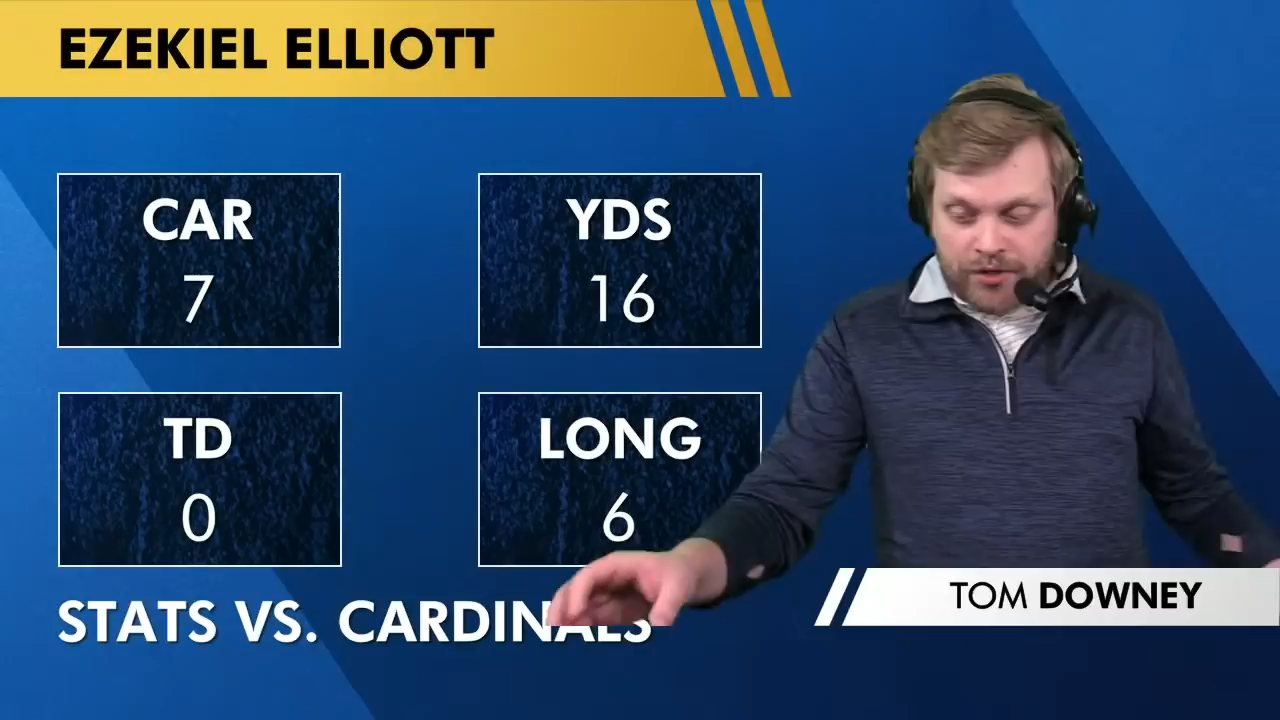 EZEKIEL ELLIOTT
CAR
7
YDS
16
TD
0
LONG
6
STATS VS. CARDINALS
TOM DOWNEY